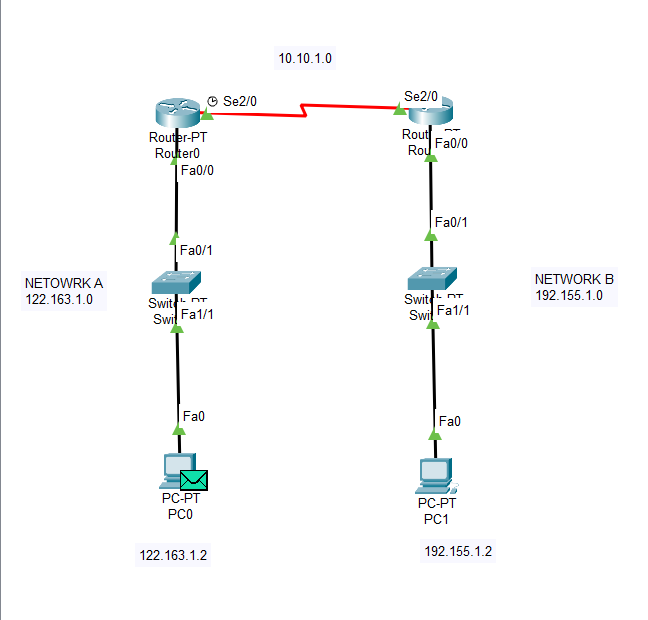 10.10.1.0
Se2/0
Se2/0
Router-PT
Router0
Fa0/0
Fa0/0
Fa0/1
Fa0/1
NETOWRK A
122.163.1.0
NETWORK B
192.155.1.0
Fa1/1
Fa1/1
Fa0
Fa0
PC-PT
PC0
PC-PT
PC1
122.163.1.2
192.155.1.2